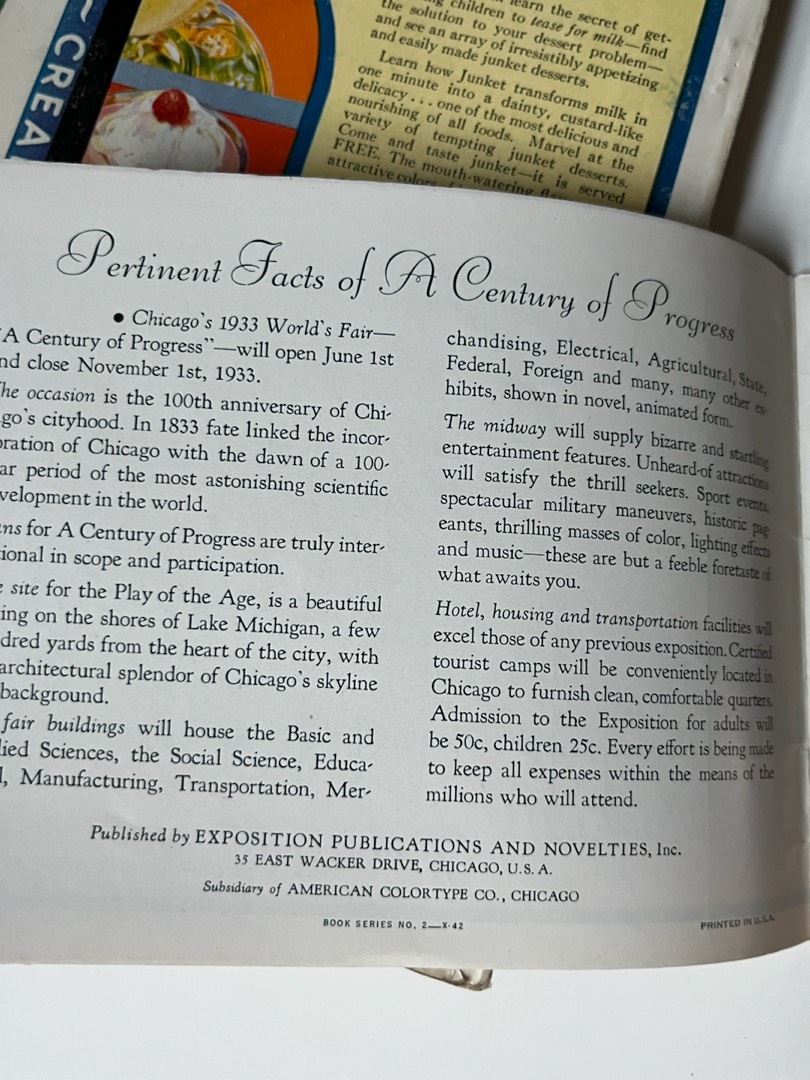 CREA
learn the secret of get-
children to tease for milk—find
the solution to your dessert problem—
and see an array of irresistibly appetizing
and easily made junket desserts.
Learn how Junket transforms milk in
one minute into a dainty, custard-like
delicacy . . . one of the most delicious and
nourishing of all foods. Marvel at the
variety of tempting junket desserts.
Come and taste junket—it is served
FREE. The mouth-watering
attractive
Pertinent Facts of A Century of Progress
• Chicago's 1933 World's Fair—
"A Century of Progress"—will open June 1st
nd close November 1st, 1933.
he occasion is the 100th anniversary of Chi-
go's cityhood. In 1833 fate linked the incor-
oration of Chicago with the dawn of a 100-
ar period of the most astonishing scientific
velopment in the world.
ns for A Century of Progress are truly inter-
tional in scope and participation.
e site for the Play of the Age, is a beautiful
ing on the shores of Lake Michigan, a few
dred yards from the heart of the city, with
architectural splendor of Chicago's skyline
background.
fair buildings will house the Basic and
lied Sciences, the Social Science, Educa-
l, Manufacturing, Transportation, Mer-
chandising, Electrical, Agricultural, State,
Federal, Foreign and many, many other ex-
hibits, shown in novel, animated form.
The midway will supply bizarre and startling
entertainment features. Unheard-of attractions
will satisfy the thrill seekers. Sport events,
spectacular military maneuvers, historic pag-
eants, thrilling masses of color, lighting effects
and music—these are but a feeble foretaste of
what awaits you.
Hotel, housing and transportation facilities will
excel those of any previous exposition. Certified
tourist camps will be conveniently located in
Chicago to furnish clean, comfortable quarters.
Admission to the Exposition for adults will
be 50c, children 25c. Every effort is being made
to keep all expenses within the means of the
millions who will attend.
Published by EXPOSITION PUBLICATIONS AND NOVELTIES, Inc.
35 EAST WACKER DRIVE, CHICAGO, U. S. A.
Subsidiary of AMERICAN COLORTYPE CO., CHICAGO
BOOK SERIES NO. 2—X-42
PRINTED IN U.S.A.